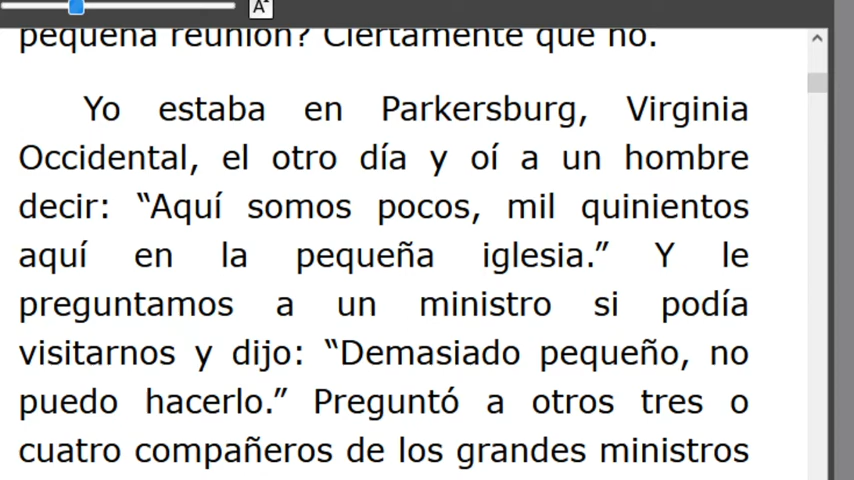 A
pequeña reunión? Ciertamente que no.
Yo estaba en Parkersburg, Virginia
Occidental, el otro día y oí a un hombre
decir: “Aquí somos pocos, mil quinientos
aquí en la pequeña iglesia.” Y le
preguntamos a un ministro si podía
visitarnos y dijo: “Demasiado pequeño, no
puedo hacerlo.” Preguntó a otros tres o
cuatro compañeros de los grandes ministros